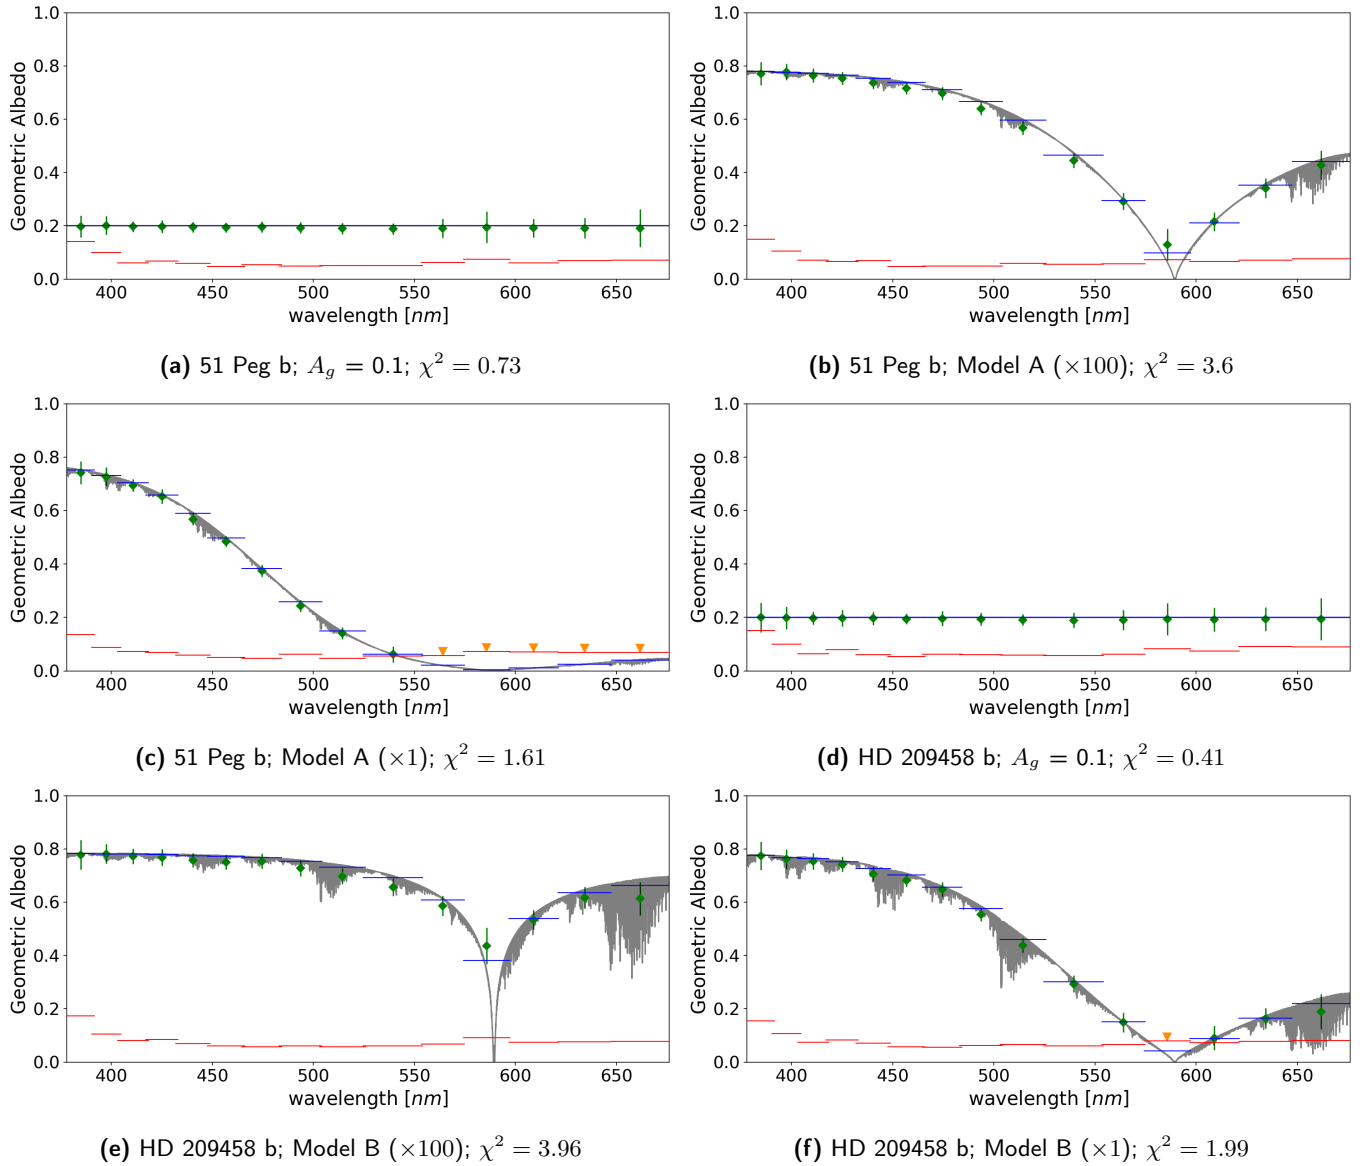 1.0
0.8
0.6
0.4
0.2
0.0
Geometric Albedo
400 450 500 550 600 650
wavelength [nm]
(a) 51 Peg b; A_g = 0.1; χ² = 0.73
1.0
0.8
0.6
0.4
0.2
0.0
Geometric Albedo
400 450 500 550 600 650
wavelength [nm]
(b) 51 Peg b; Model A (×100); χ² = 3.6
1.0
0.8
0.6
0.4
0.2
0.0
Geometric Albedo
400 450 500 550 600 650
wavelength [nm]
(c) 51 Peg b; Model A (×1); χ² = 1.61
1.0
0.8
0.6
0.4
0.2
0.0
Geometric Albedo
400 450 500 550 600 650
wavelength [nm]
(d) HD 209458 b; A_g = 0.1; χ² = 0.41
1.0
0.8
0.6
0.4
0.2
0.0
Geometric Albedo
400 450 500 550 600 650
wavelength [nm]
(e) HD 209458 b; Model B (×100); χ² = 3.96
1.0
0.8
0.6
0.4
0.2
0.0
Geometric Albedo
400 450 500 550 600 650
wavelength [nm]
(f) HD 209458 b; Model B (×1); χ² = 1.99